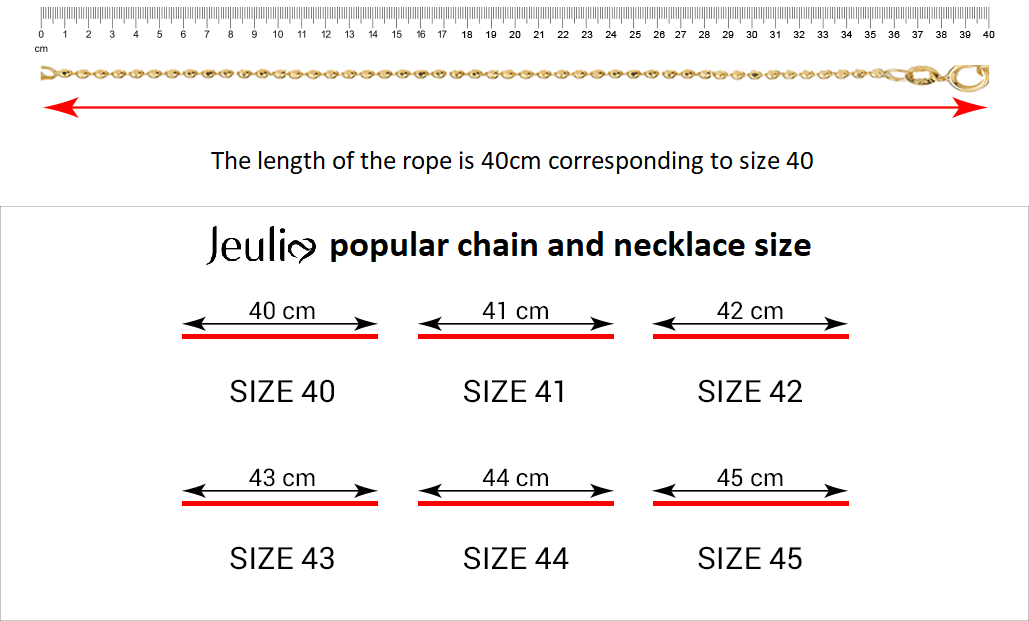 0 1 2 3 4 5 6 7 8 9 10 11 12 13 14 15 16 17 18 19 20 21 22 23 24 25 26 27 28 29 30 31 32 33 34 35 36 37 38 39 40
cm
The length of the rope is 40cm corresponding to size 40
Jeulia popular chain and necklace size
40 cm 41 cm 42 cm
SIZE 40 SIZE 41 SIZE 42
43 cm 44 cm 45 cm
SIZE 43 SIZE 44 SIZE 45